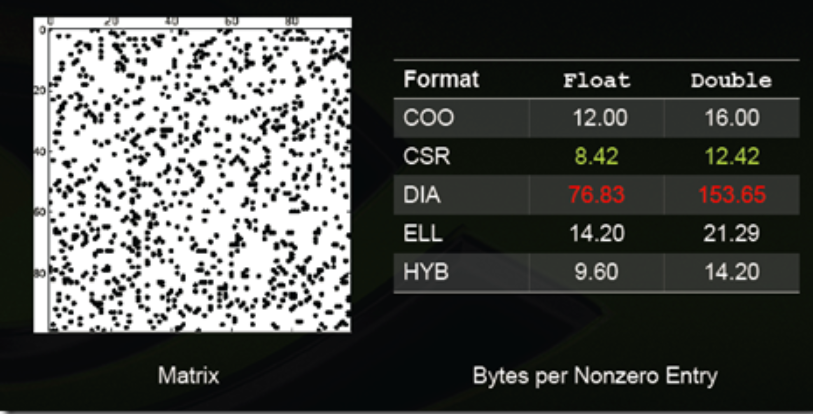 0 20 40 60 80
0
20
40
60
80
Format Float Double
COO 12.00 16.00
CSR 8.42 12.42
DIA 76.83 153.65
ELL 14.20 21.29
HYB 9.60 14.20
Matrix
Bytes per Nonzero Entry